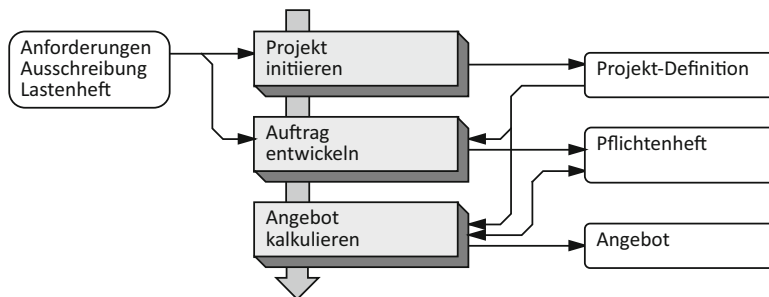 Anforderungen
Ausschreibung
Lastenheft
Projekt
initiieren
Projekt-Definition
Auftrag
entwickeln
Pflichtenheft
Angebot
kalkulieren
Angebot